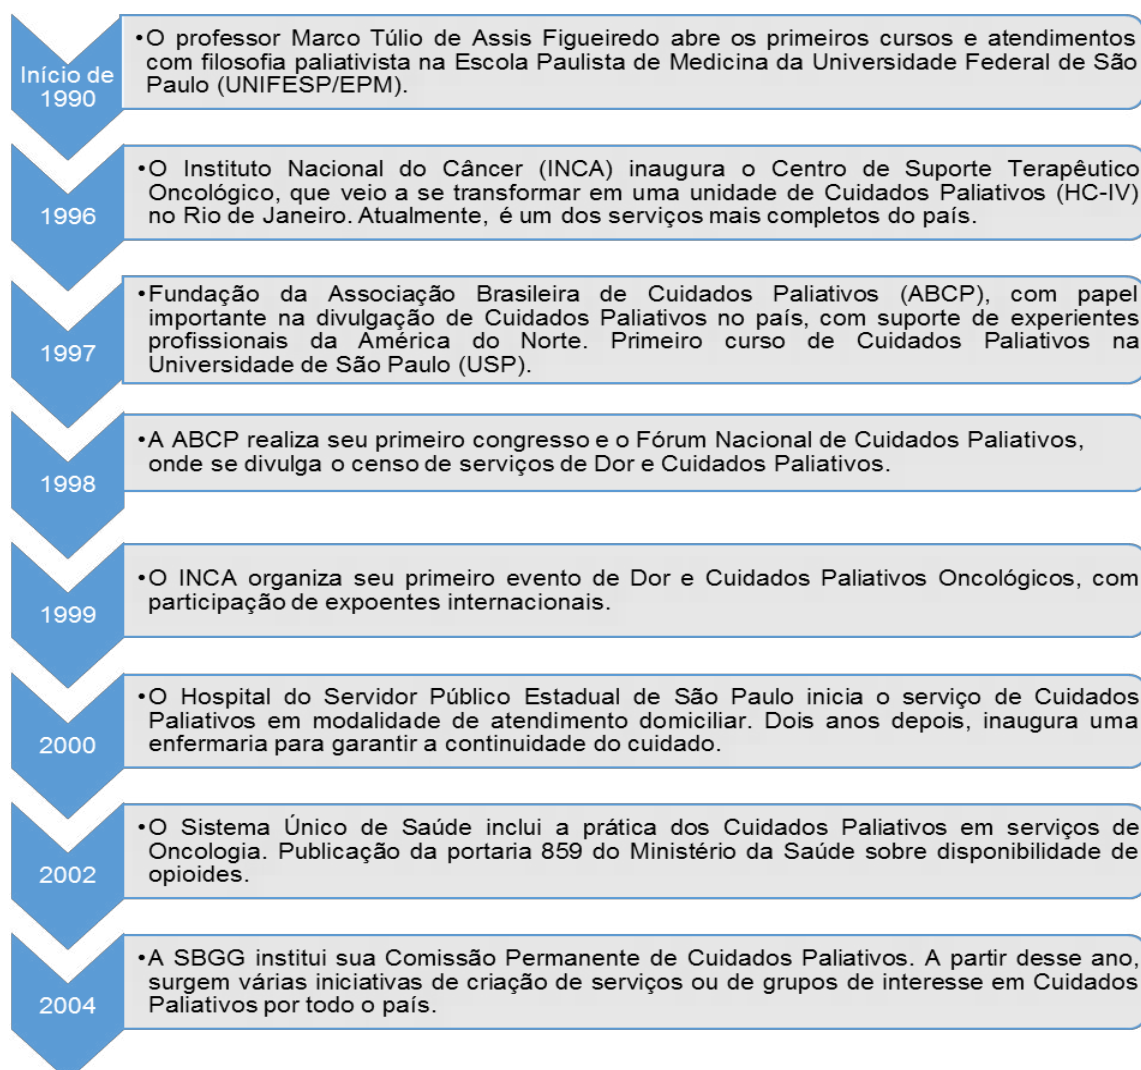 Início de
1990
•O professor Marco Túlio de Assis Figueiredo abre os primeiros cursos e atendimentos
com filosofia paliativista na Escola Paulista de Medicina da Universidade Federal de São
Paulo (UNIFESP/EPM).
1996
•O Instituto Nacional do Câncer (INCA) inaugura o Centro de Suporte Terapêutico
Oncológico, que veio a se transformar em uma unidade de Cuidados Paliativos (HC-IV)
no Rio de Janeiro. Atualmente, é um dos serviços mais completos do país.
1997
•Fundação da Associação Brasileira de Cuidados Paliativos (ABCP), com papel
importante na divulgação de Cuidados Paliativos no país, com suporte de experientes
profissionais da América do Norte. Primeiro curso de Cuidados Paliativos na
Universidade de São Paulo (USP).
1998
•A ABCP realiza seu primeiro congresso e o Fórum Nacional de Cuidados Paliativos,
onde se divulga o censo de serviços de Dor e Cuidados Paliativos.
1999
•O INCA organiza seu primeiro evento de Dor e Cuidados Paliativos Oncológicos, com
participação de expoentes internacionais.
2000
•O Hospital do Servidor Público Estadual de São Paulo inicia o serviço de Cuidados
Paliativos em modalidade de atendimento domiciliar. Dois anos depois, inaugura uma
enfermaria para garantir a continuidade do cuidado.
2002
•O Sistema Único de Saúde inclui a prática dos Cuidados Paliativos em serviços de
Oncologia. Publicação da portaria 859 do Ministério da Saúde sobre disponibilidade de
opioides.
2004
•A SBGG institui sua Comissão Permanente de Cuidados Paliativos. A partir desse ano,
surgem várias iniciativas de criação de serviços ou de grupos de interesse em Cuidados
Paliativos por todo o país.